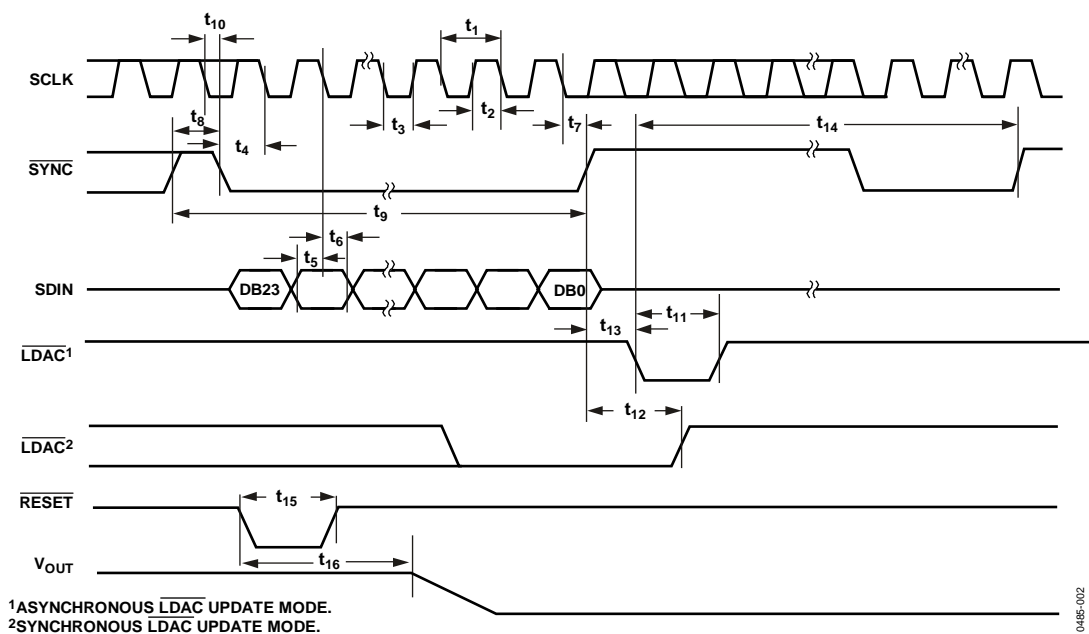 t10
t1
SCLK
t8
t4
t3
t2
t7
t14
SYNC
t9
t6
t5
SDIN
DB23
DB0
t13
t11
LDAC1
t12
LDAC2
RESET
t15
t16
VOUT
1ASYNCHRONOUS LDAC UPDATE MODE.
2SYNCHRONOUS LDAC UPDATE MODE.
0485-002